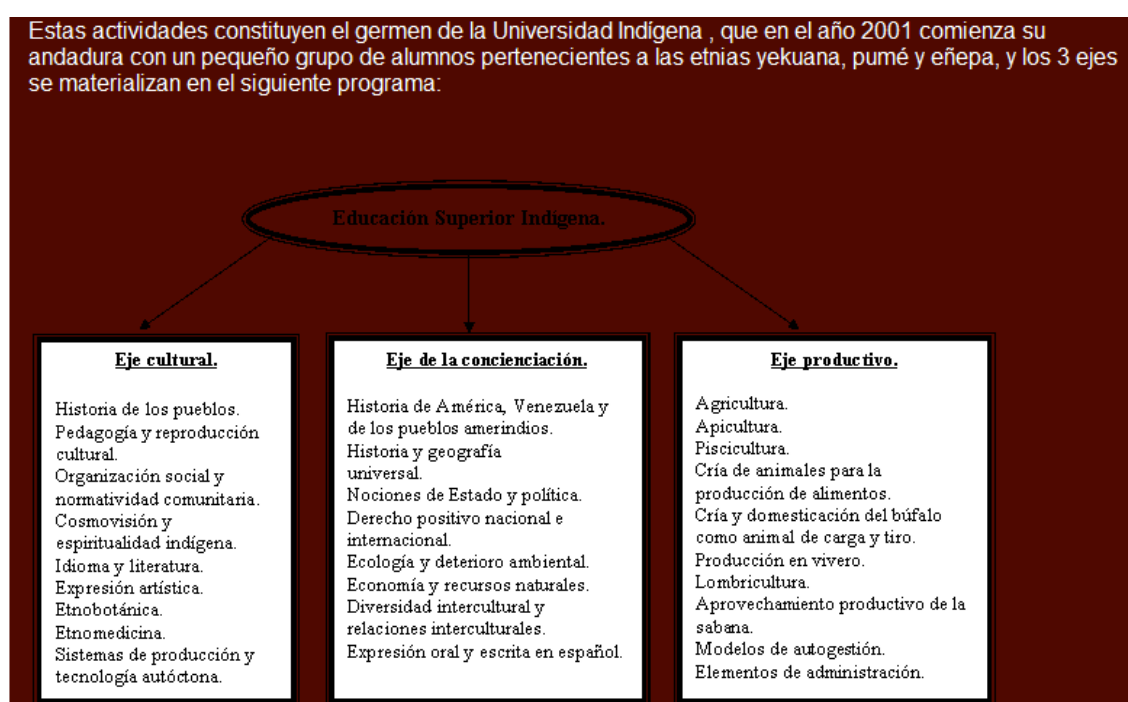 Estas actividades constituyen el germen de la Universidad Indígena , que en el año 2001 comienza su
andadura con un pequeño grupo de alumnos pertenecientes a las etnias yekuana, pumé y eñepa, y los 3 ejes
se materializan en el siguiente programa:
Educación Superior Indígena.
Eje cultural.
Historia de los pueblos.
Pedagogía y reproducción
cultural.
Organización social y
normatividad comunitaria.
Cosmovisión y
espiritualidad indígena.
Idioma y literatura.
Expresión artística.
Etnobotánica.
Etnomedicina.
Sistemas de producción y
tecnología autóctona.
Eje de la concienciación.
Historia de América, Venezuela y
de los pueblos amerindios.
Historia y geografía
universal.
Nociones de Estado y política.
Derecho positivo nacional e
internacional.
Ecología y deterioro ambiental.
Economía y recursos naturales.
Diversidad intercultural y
relaciones interculturales.
Expresión oral y escrita en español.
Eje productivo.
Agricultura.
Apicultura.
Piscicultura.
Cría de animales para la
producción de alimentos.
Cría y domesticación del búfalo
como animal de carga y tiro.
Producción en vivero.
Lombricultura.
Aprovechamiento productivo de la
sabana.
Modelos de autogestión.
Elementos de administración.